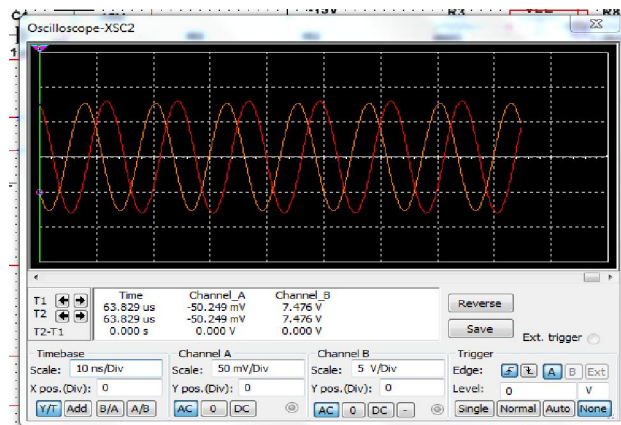 Oscilloscope-XSC2
T1
T2
T2-T1
Time Channel_A Channel_B
63.829 us -50.249 mV 7.476 V
63.829 us -50.249 mV 7.476 V
0.000 s 0.000 V 0.000 V
Reverse
Save
Ext. trigger
Timebase
Scale: 10 ns/Div
X pos.(Div): 0
Y/T Add B/A A/B
Channel A
Scale: 50 mV/Div
Y pos.(Div): 0
AC 0 DC
Channel B
Scale: 5 V/Div
Y pos.(Div): 0
AC 0 DC -
Trigger
Edge: A B Ext
Level: 0 V
Single Normal Auto None